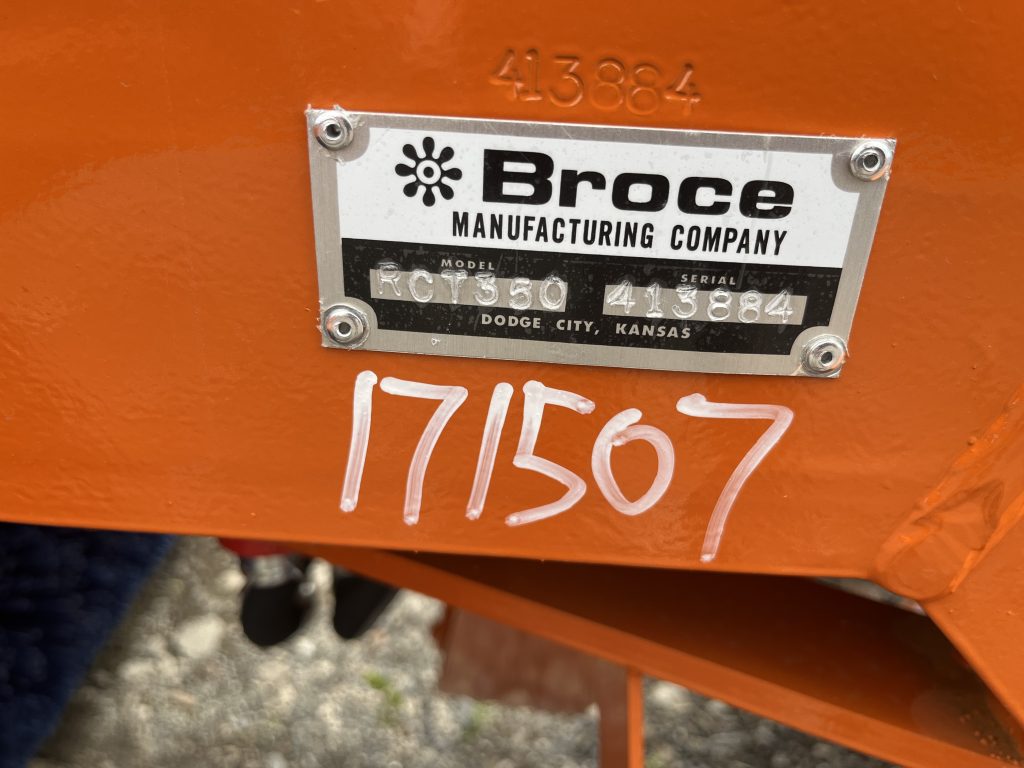 413884
Broce
MANUFACTURING COMPANY
MODEL SERIAL
RCT350 413884
DODGE CITY, KANSAS
171507